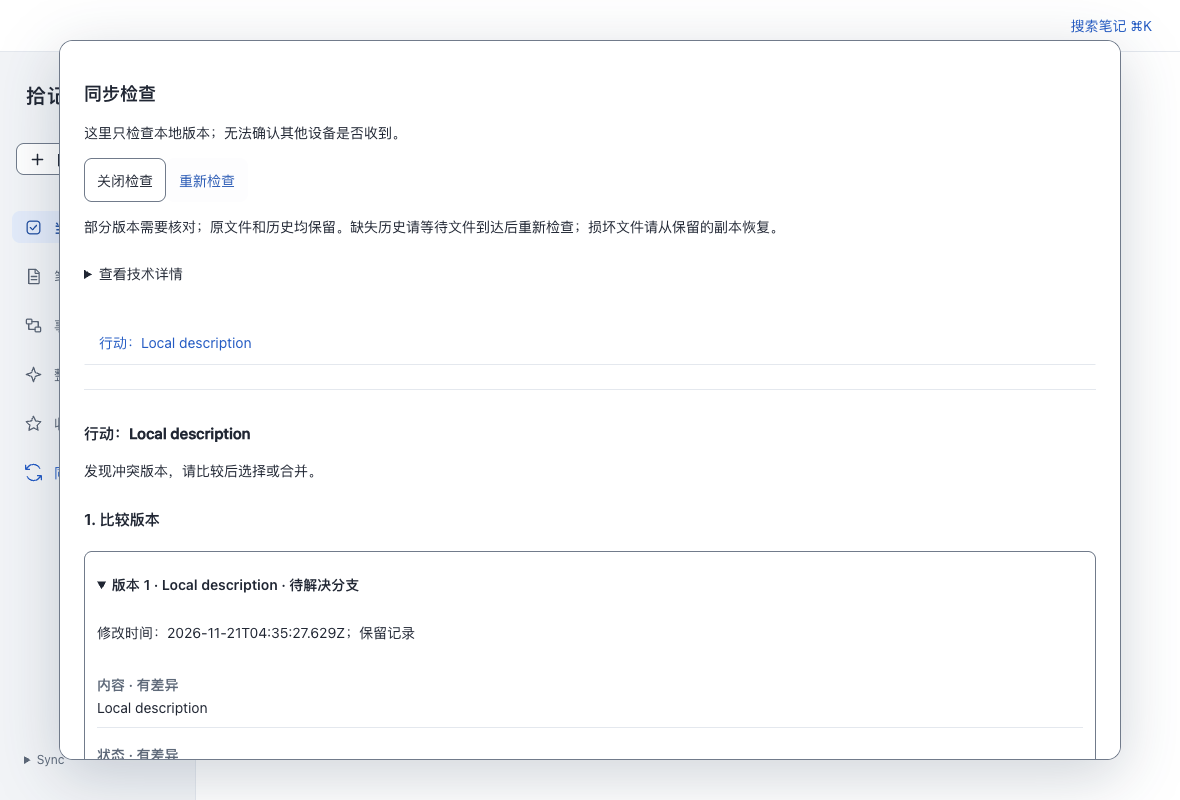 搜索笔记 ⌘K
拾记
同步检查
这里只检查本地版本；无法确认其他设备是否收到。
关闭检查 重新检查
部分版本需要核对；原文件和历史均保留。缺失历史请等待文件到达后重新检查；损坏文件请从保留的副本恢复。
▶ 查看技术详情
行动：Local description
行动：Local description
发现冲突版本，请比较后选择或合并。
1. 比较版本
▼ 版本 1 · Local description · 待解决分支
修改时间：2026-11-21T04:35:27.629Z；保留记录
内容 · 有差异
Local description
状态 · 有差异
▶ Sync